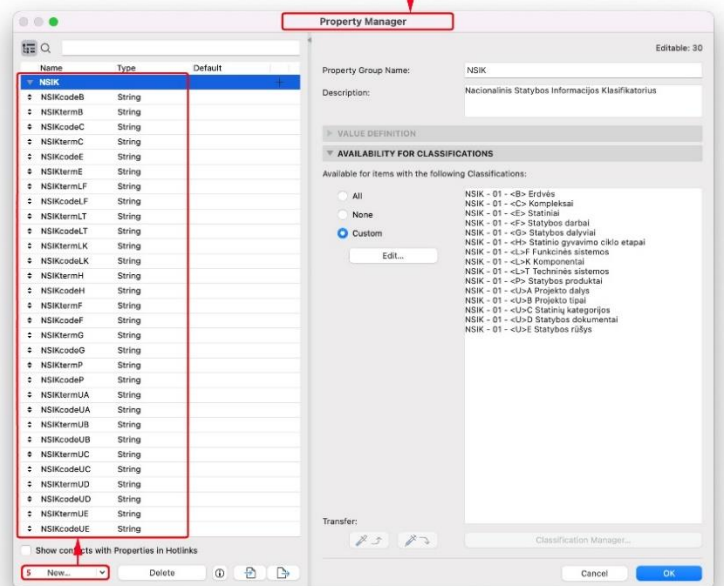 Property Manager
Editable: 30
Name Type Default
NSIK
NSIKcodeB String
NSIKtermB String
NSIKcodeC String
NSIKtermC String
NSIKcodeE String
NSIKtermE String
NSIKtermLF String
NSIKcodeLF String
NSIKtermLT String
NSIKcodeLT String
NSIKtermLK String
NSIKcodeLK String
NSIKtermH String
NSIKcodeH String
NSIKtermF String
NSIKcodeF String
NSIKtermG String
NSIKcodeG String
NSIKtermP String
NSIKcodeP String
NSIKtermUA String
NSIKcodeUA String
NSIKtermUB String
NSIKcodeUB String
NSIKtermUC String
NSIKcodeUC String
NSIKtermUD String
NSIKcodeUD String
NSIKtermUE String
NSIKcodeUE String
Show contacts with Properties in Hotlinks
5 New... Delete
Property Group Name: NSIK
Description: Nacionalinis Statybos Informacijos Klasifikatorius
VALUE DEFINITION
AVAILABILITY FOR CLASSIFICATIONS
Available for items with the following Classifications:
All
None
Custom
Edit...
NSIK - 01 - <B> Erdvės
NSIK - 01 - <C> Kompleksai
NSIK - 01 - <E> Statiniai
NSIK - 01 - <F> Statybos darbai
NSIK - 01 - <G> Statybos dalyviai
NSIK - 01 - <H> Statinio gyvavimo ciklo etapai
NSIK - 01 - <L>F Funkcinės sistemos
NSIK - 01 - <L>K Komponentai
NSIK - 01 - <L>T Techninės sistemos
NSIK - 01 - <P> Statybos produktai
NSIK - 01 - <U>A Projekto dalys
NSIK - 01 - <U>B Projekto tipai
NSIK - 01 - <U>C Statinių kategorijos
NSIK - 01 - <U>D Statybos dokumentai
NSIK - 01 - <U>E Statybos rūšys
Transfer:
Classification Manager...
Cancel OK